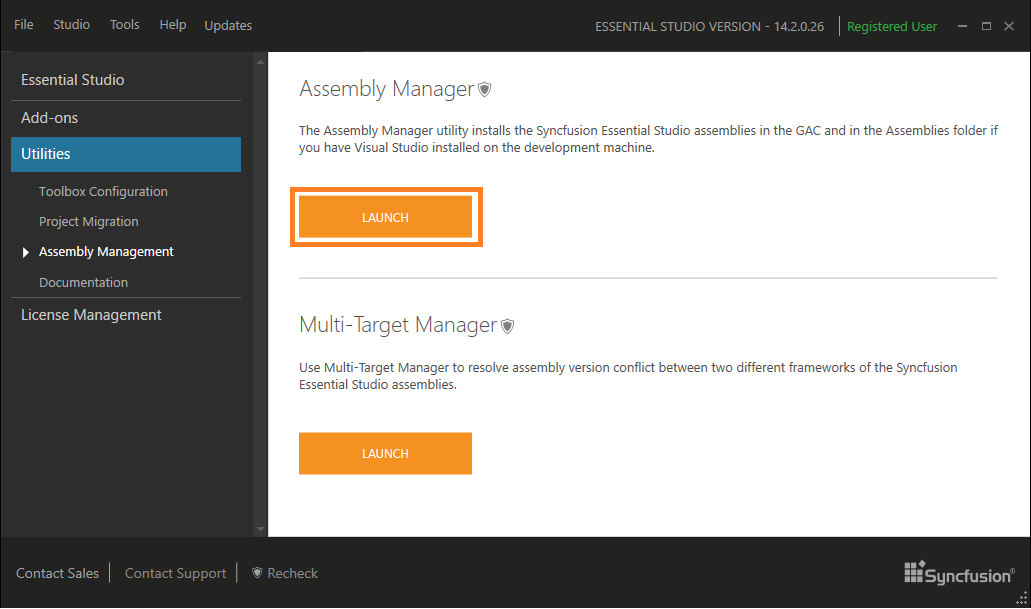 File Studio Tools Help Updates ESSENTIAL STUDIO VERSION - 14.2.0.26 Registered User
Essential Studio
Add-ons
Utilities
Toolbox Configuration
Project Migration
Assembly Management
Documentation
License Management
Assembly Manager
The Assembly Manager utility installs the Syncfusion Essential Studio assemblies in the GAC and in the Assemblies folder if
you have Visual Studio installed on the development machine.
LAUNCH
Multi-Target Manager
Use Multi-Target Manager to resolve assembly version conflict between two different frameworks of the Syncfusion
Essential Studio assemblies.
LAUNCH
Contact Sales Contact Support Recheck
Syncfusion®